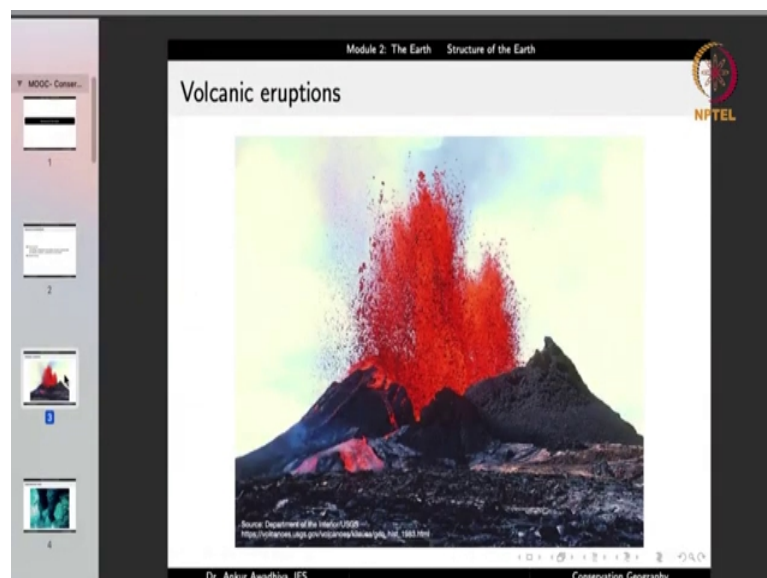 Module 2: The Earth Structure of the Earth
NPTEL
MOOC- Conser...
Volcanic eruptions
1
2
3
4
Source: Department of the Interior/USGS
Dr. Ankur Awadhiya, IFS Conservation Geography